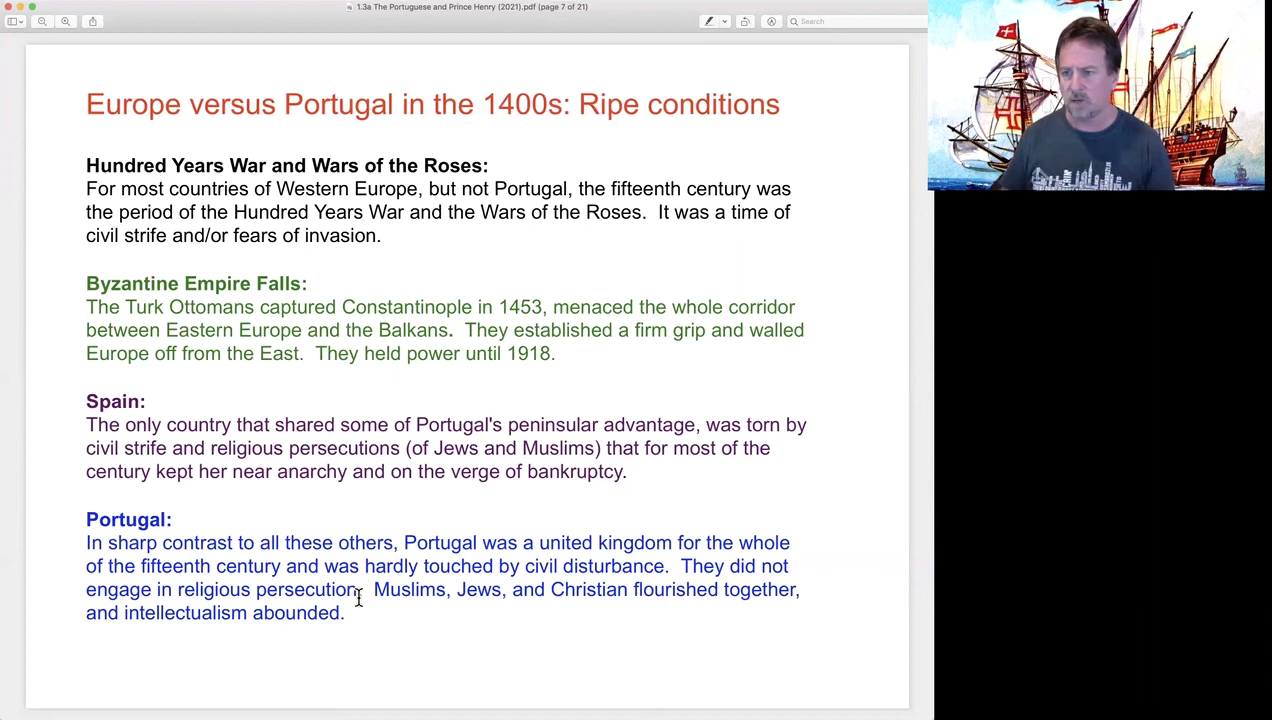 1.3a The Portuguese and Prince Henry (2021).pdf (page 7 of 21)
Search
Europe versus Portugal in the 1400s: Ripe conditions
Hundred Years War and Wars of the Roses:
For most countries of Western Europe, but not Portugal, the fifteenth century was
the period of the Hundred Years War and the Wars of the Roses.  It was a time of
civil strife and/or fears of invasion.
Byzantine Empire Falls:
The Turk Ottomans captured Constantinople in 1453, menaced the whole corridor
between Eastern Europe and the Balkans.  They established a firm grip and walled
Europe off from the East.  They held power until 1918.
Spain:
The only country that shared some of Portugal's peninsular advantage, was torn by
civil strife and religious persecutions (of Jews and Muslims) that for most of the
century kept her near anarchy and on the verge of bankruptcy.
Portugal:
In sharp contrast to all these others, Portugal was a united kingdom for the whole
of the fifteenth century and was hardly touched by civil disturbance.  They did not
engage in religious persecution.  Muslims, Jews, and Christian flourished together,
and intellectualism abounded.